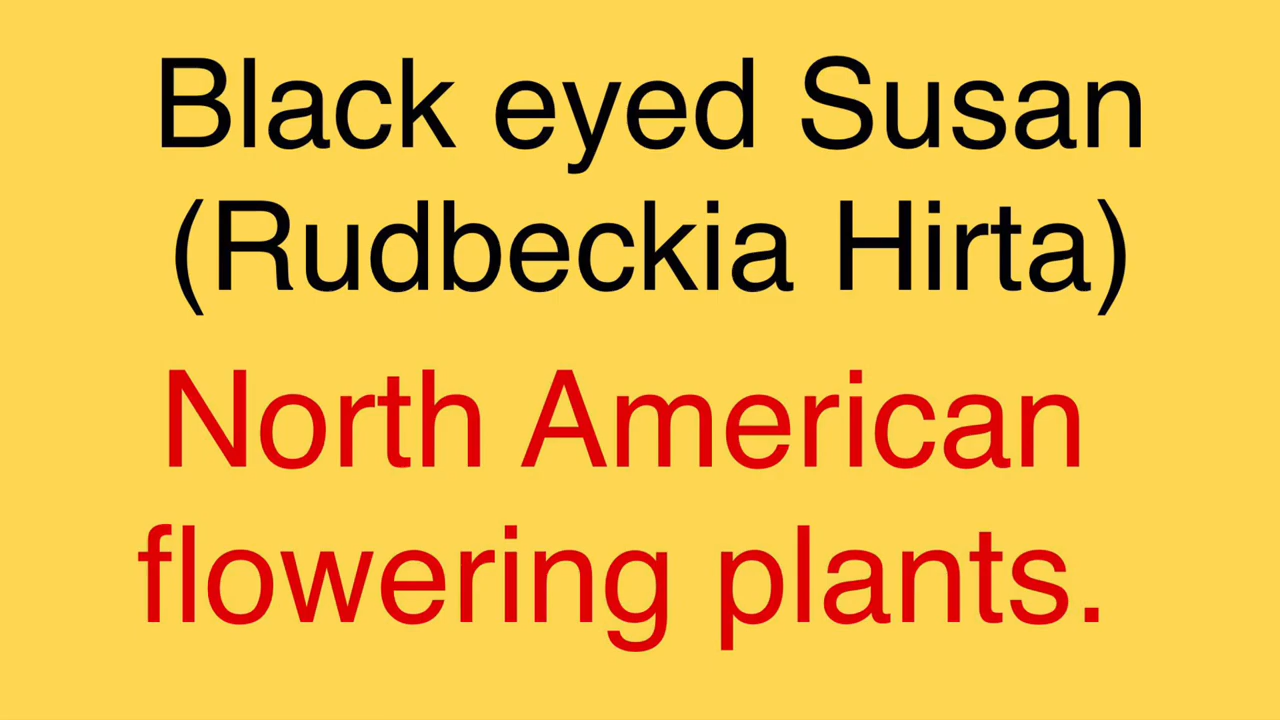 Black eyed Susan
(Rudbeckia Hirta)
North American
flowering plants.